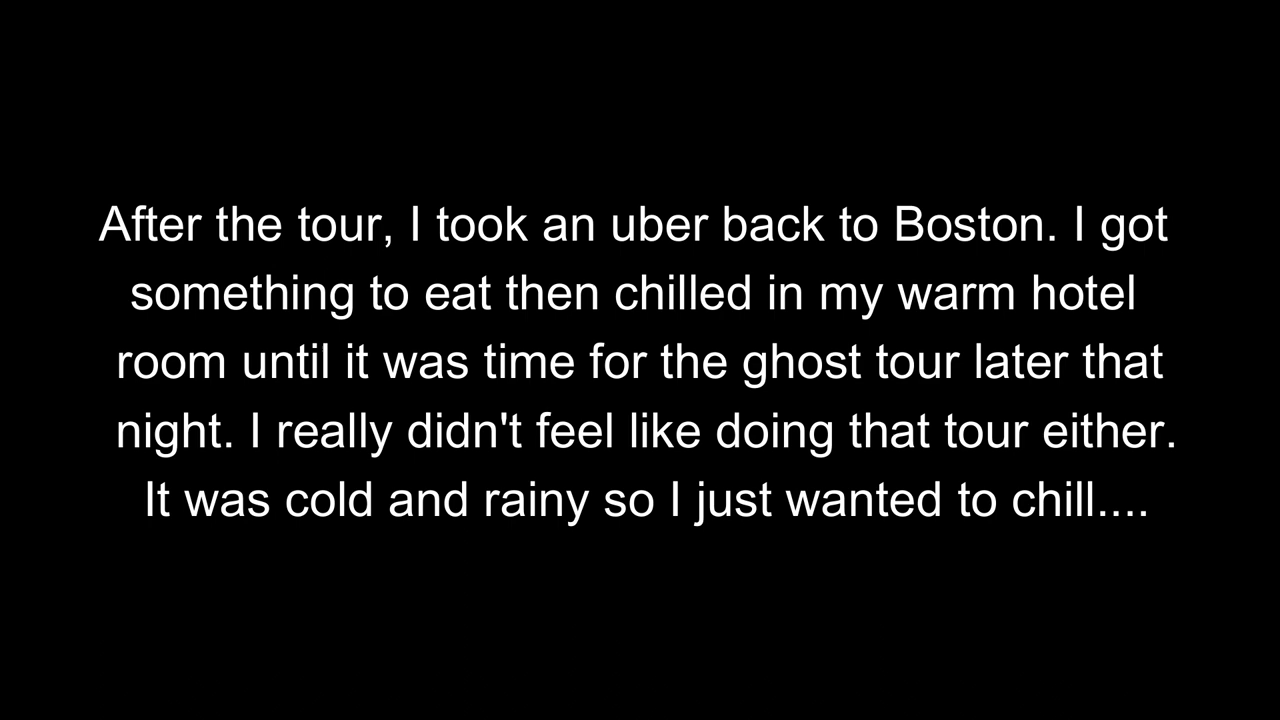 After the tour, I took an uber back to Boston. I got
something to eat then chilled in my warm hotel
room until it was time for the ghost tour later that
night. I really didn't feel like doing that tour either.
It was cold and rainy so I just wanted to chill....